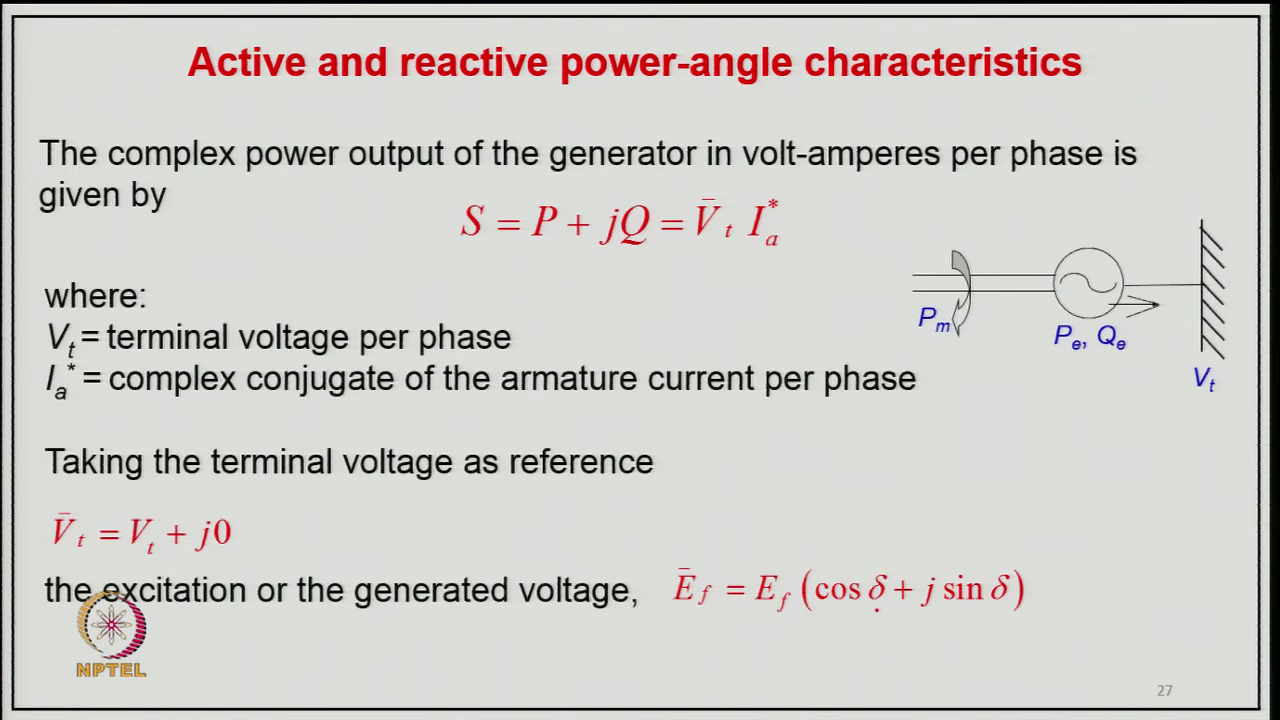 Active and reactive power-angle characteristics
The complex power output of the generator in volt-amperes per phase is
given by
S = P + jQ = V̄ₜ Iₐ*
where:
Vₜ = terminal voltage per phase
Iₐ* = complex conjugate of the armature current per phase
Pₘ
Pₑ, Qₑ
Vₜ
Taking the terminal voltage as reference
V̄ₜ = Vₜ + j0
the excitation or the generated voltage, Ē_f = E_f (cos δ + j sin δ)
NPTEL
27